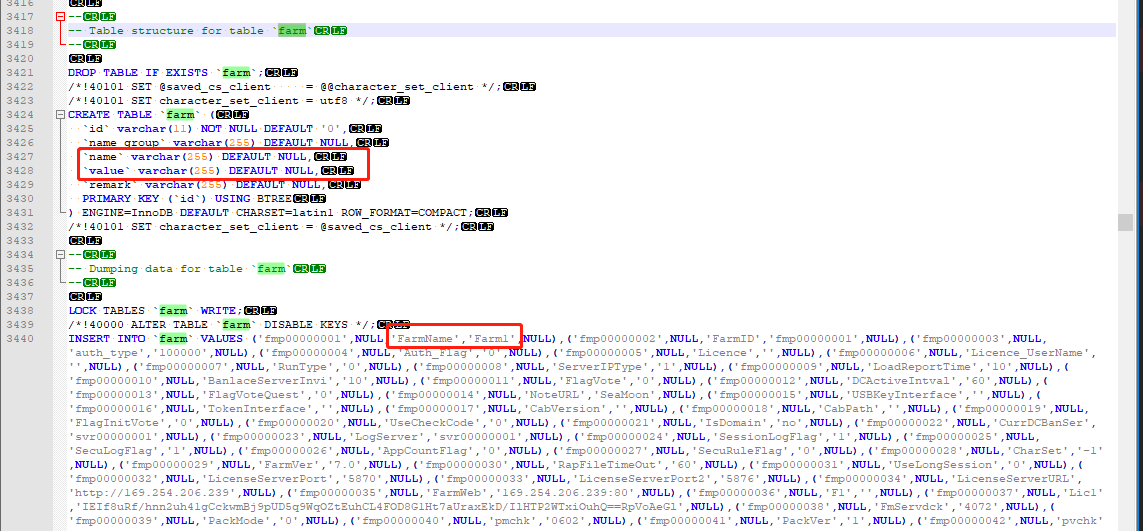 3416 CRLF
3417 --CRLF
3418 -- Table structure for table `farm`CRLF
3419 --CRLF
3420 CRLF
3421 DROP TABLE IF EXISTS `farm`;CRLF
3422 /*!40101 SET @saved_cs_client     = @@character_set_client */;CRLF
3423 /*!40101 SET character_set_client = utf8 */;CRLF
3424 CREATE TABLE `farm` (CRLF
3425 `id` varchar(11) NOT NULL DEFAULT '0',CRLF
3426 `name_group` varchar(255) DEFAULT NULL,CRLF
3427 `name` varchar(255) DEFAULT NULL,CRLF
3428 `value` varchar(255) DEFAULT NULL,CRLF
3429 `remark` varchar(255) DEFAULT NULL,CRLF
3430 PRIMARY KEY (`id`) USING BTREECRLF
3431 ) ENGINE=InnoDB DEFAULT CHARSET=latin1 ROW_FORMAT=COMPACT;CRLF
3432 /*!40101 SET character_set_client = @saved_cs_client */;CRLF
3433 CRLF
3434 --CRLF
3435 -- Dumping data for table `farm`CRLF
3436 --CRLF
3437 CRLF
3438 LOCK TABLES `farm` WRITE;CRLF
3439 /*!40000 ALTER TABLE `farm` DISABLE KEYS */;CRLF
3440 INSERT INTO `farm` VALUES ('fmp00000001',NULL,'FarmName','Farm1',NULL),('fmp00000002',NULL,'FarmID','fmp00000001',NULL),('fmp00000003',NULL,
'auth_type','100000',NULL),('fmp00000004',NULL,'Auth_Flag','0',NULL),('fmp00000005',NULL,'Licence','',NULL),('fmp00000006',NULL,'Licence_UserName',
'',NULL),('fmp00000007',NULL,'RunType','0',NULL),('fmp00000008',NULL,'ServerIPType','1',NULL),('fmp00000009',NULL,'LoadReportTime','10',NULL),(
'fmp00000010',NULL,'BanlaceServerInvi','10',NULL),('fmp00000011',NULL,'FlagVote','0',NULL),('fmp00000012',NULL,'DCActiveIntval','60',NULL),(
'fmp00000013',NULL,'FlagVoteQuest','0',NULL),('fmp00000014',NULL,'NoteURL','SeaMoon',NULL),('fmp00000015',NULL,'USBKeyInterface','',NULL),(
'fmp00000016',NULL,'TokenInterface','',NULL),('fmp00000017',NULL,'CabVersion','',NULL),('fmp00000018',NULL,'CabPath','',NULL),('fmp00000019',NULL,
'FlagInitVote','0',NULL),('fmp00000020',NULL,'UseCheckCode','0',NULL),('fmp00000021',NULL,'IsDomain','no',NULL),('fmp00000022',NULL,'CurrDCBanSer',
'svr00000001',NULL),('fmp00000023',NULL,'LogServer','svr00000001',NULL),('fmp00000024',NULL,'SessionLogFlag','1',NULL),('fmp00000025',NULL,
'SecuLogFlag','1',NULL),('fmp00000026',NULL,'AppCountFlag','0',NULL),('fmp00000027',NULL,'SecuRuleFlag','0',NULL),('fmp00000028',NULL,'CharSet','-1'
,NULL),('fmp00000029',NULL,'FarmVer','7.0',NULL),('fmp00000030',NULL,'RapFileTimeOut','60',NULL),('fmp00000031',NULL,'UseLongSession','0',NULL),(
'fmp00000032',NULL,'LicenseServerPort','5870',NULL),('fmp00000033',NULL,'LicenseServerPort2','5876',NULL),('fmp00000034',NULL,'LicenseServerURL',
'http://169.254.206.239',NULL),('fmp00000035',NULL,'FarmWeb','169.254.206.239:80',NULL),('fmp00000036',NULL,'F1','',NULL),('fmp00000037',NULL,'Lic1'
('fmp00000038',NULL,'FmServdck','4072',NULL),(
'fmp00000039',NULL,'PackMode','0',NULL),('fmp00000040',NULL,'pmchk','0602',NULL),('fmp00000041',NULL,'PackVer','1',NULL),('fmp00000042',NULL,'pvchk'